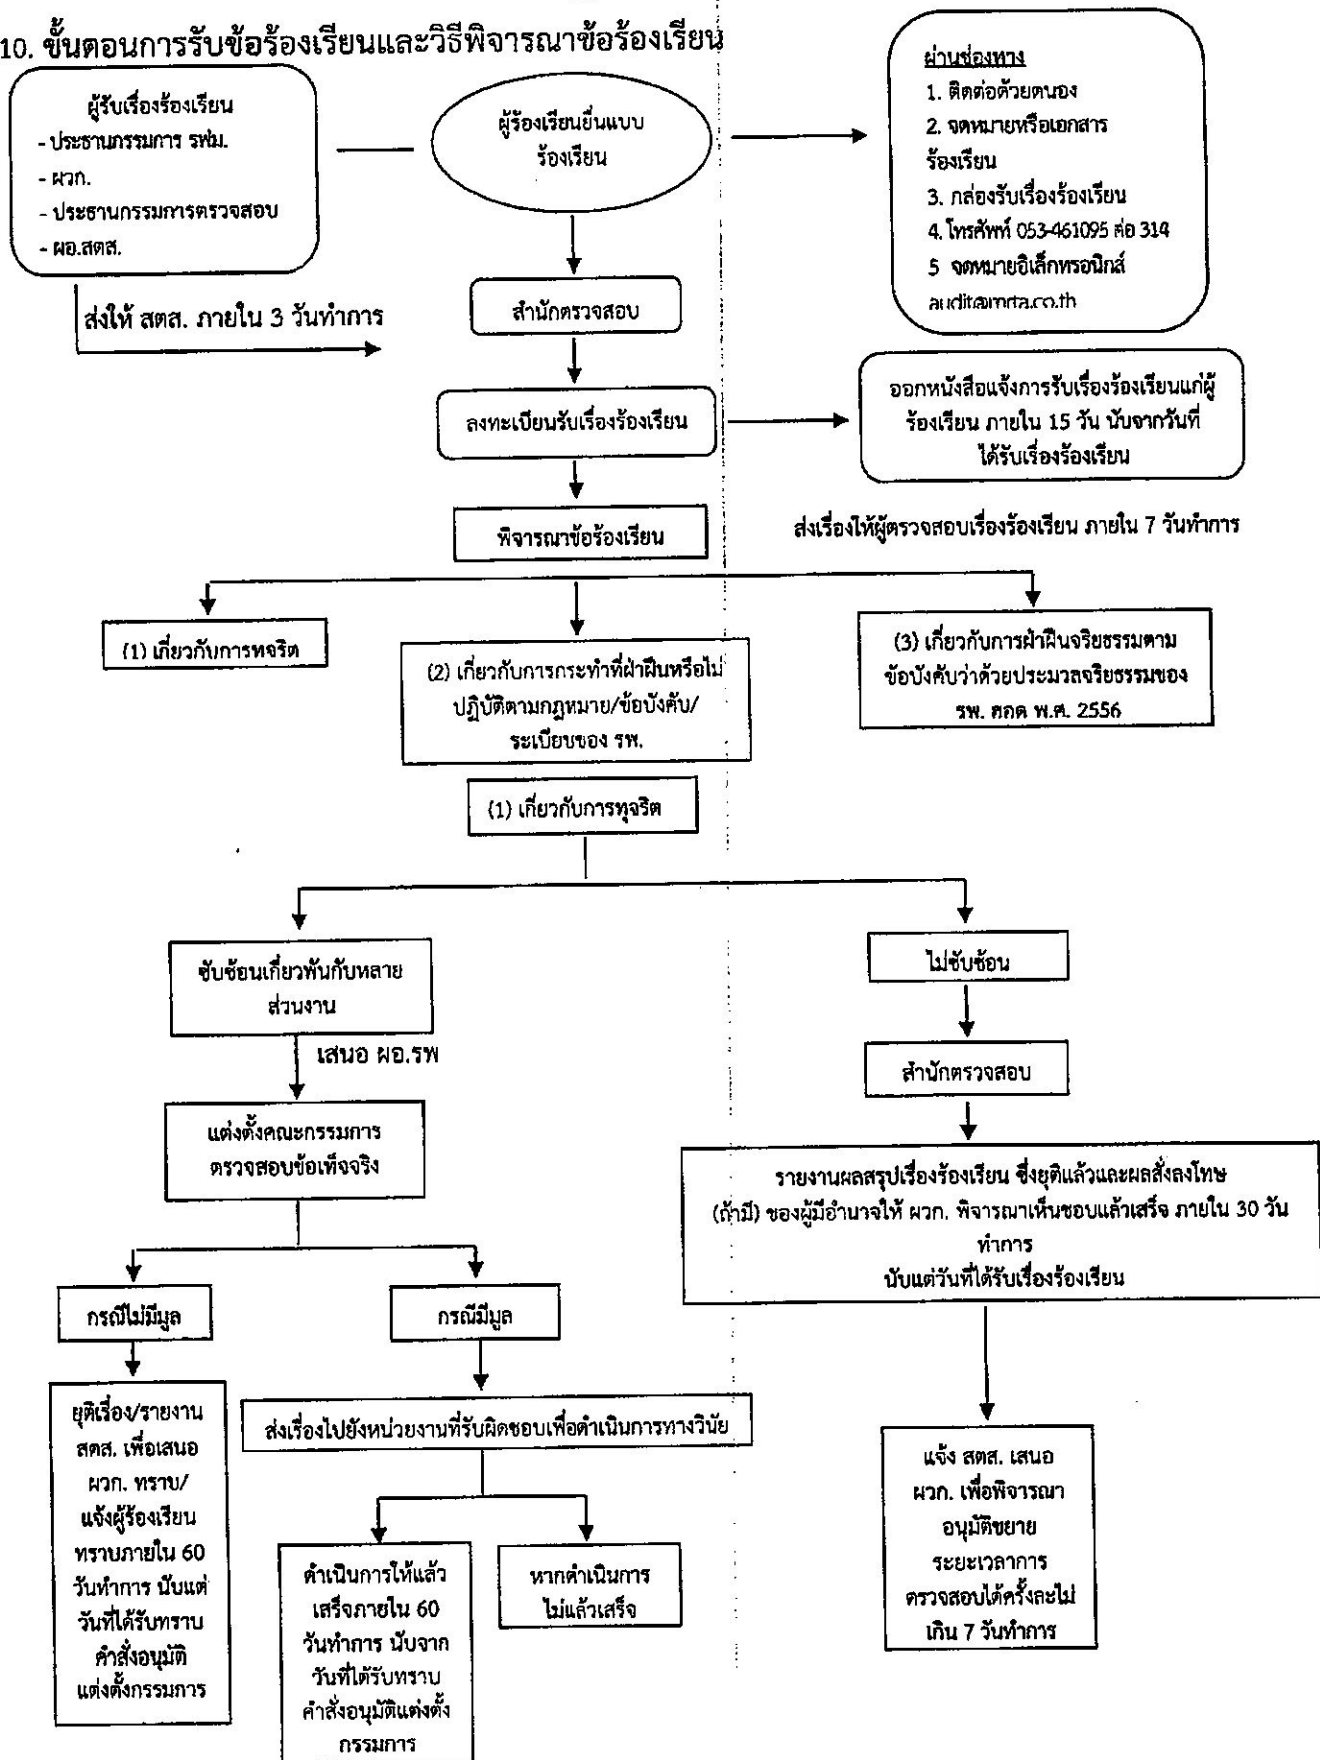 10. ขั้นตอนการรับข้อร้องเรียนและวิธีพิจารณาข้อร้องเรียน
ผู้รับเรื่องร้องเรียน
- ประธานกรรมการ รฟม.
- ผวก.
- ประธานกรรมการตรวจสอบ
- ผอ.สตส.
ผู้ร้องเรียนยื่นแบบ
ร้องเรียน
ผ่านช่องทาง
1. ติดต่อด้วยตนอง
2. จดหมายหรือเอกสาร
ร้องเรียน
3. กล่องรับเรื่องร้องเรียน
4. โทรศัพท์ 053-461095 ต่อ 314
5 จดหมายอิเล็กทรอนิกส์
audit@mrta.co.th
ส่งให้ สตส. ภายใน 3 วันทำการ
สำนักตรวจสอบ
ลงทะเบียนรับเรื่องร้องเรียน
ออกหนังสือแจ้งการรับเรื่องร้องเรียนแก่ผู้
ร้องเรียน ภายใน 15 วัน นับจากวันที่
ได้รับเรื่องร้องเรียน
พิจารณาข้อร้องเรียน
ส่งเรื่องให้ผู้ตรวจสอบเรื่องร้องเรียน ภายใน 7 วันทำการ
(1) เกี่ยวกับการทุจริต
(2) เกี่ยวกับการกระทำที่ฝ่าฝืนหรือไม่
ปฏิบัติตามกฎหมาย/ข้อบังคับ/
ระเบียบของ รพ.
(3) เกี่ยวกับการฝ่าฝืนจริยธรรมตาม
ข้อบังคับว่าด้วยประมวลจริยธรรมของ
รพ. ฮอด พ.ศ. 2556
(1) เกี่ยวกับการทุจริต
ซับซ้อนเกี่ยวพันกับหลาย
ส่วนงาน
ไม่ซับซ้อน
เสนอ ผอ.รพ
สำนักตรวจสอบ
แต่งตั้งคณะกรรมการ
ตรวจสอบข้อเท็จจริง
รายงานผลสรุปเรื่องร้องเรียน ซึ่งยุติแล้วและผลสั่งลงโทษ
(ถ้ามี) ของผู้มีอำนาจให้ ผวก. พิจารณาเห็นชอบแล้วเสร็จ ภายใน 30 วัน
ทำการ
นับแต่วันที่ได้รับเรื่องร้องเรียน
กรณีไม่มีมูล
กรณีมีมูล
ยุติเรื่อง/รายงาน
สตส. เพื่อเสนอ
ผวก. ทราบ/
แจ้งผู้ร้องเรียน
ทราบภายใน 60
วันทำการ นับแต่
วันที่ได้รับทราบ
คำสั่งอนุมัติ
แต่งตั้งกรรมการ
ส่งเรื่องไปยังหน่วยงานที่รับผิดชอบเพื่อดำเนินการทางวินัย
ดำเนินการให้แล้ว
เสร็จภายใน 60
วันทำการ นับจาก
วันที่ได้รับทราบ
คำสั่งอนุมัติแต่งตั้ง
กรรมการ
หากดำเนินการ
ไม่แล้วเสร็จ
แจ้ง สตส. เสนอ
ผวก. เพื่อพิจารณา
อนุมัติขยาย
ระยะเวลาการ
ตรวจสอบได้ครั้งละไม่
เกิน 7 วันทำการ